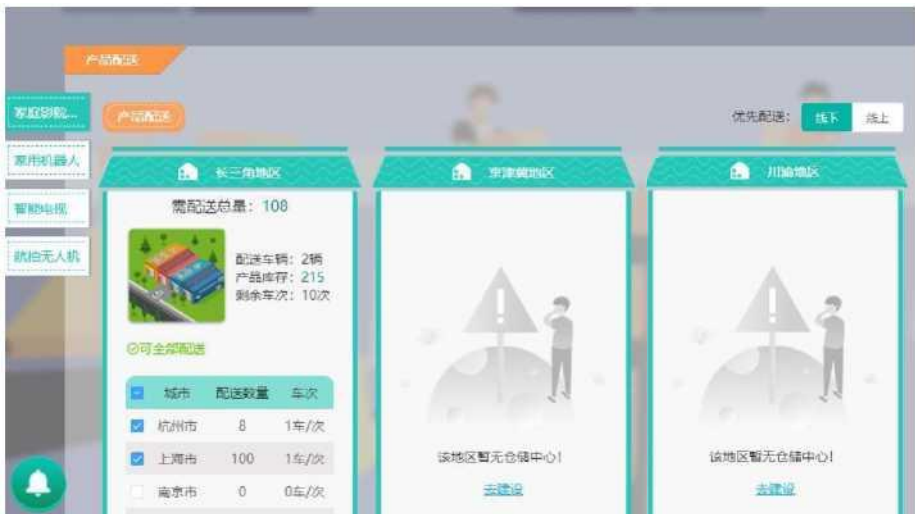 产品配送
家庭影院...
家用机器人
智能电视
航拍无人机
产品配送
优先配送: 线下 线上
长三角地区
需配送总量: 108
配送车辆: 2辆
产品库存: 215
剩余车次: 10次
可全部配送
城市 配送数量 车次
杭州市 8 1车/次
上海市 100 1车/次
南京市 0 0车/次
京津冀地区
该地区暂无仓储中心!
去建设
川渝地区
该地区暂无仓储中心!
去建设